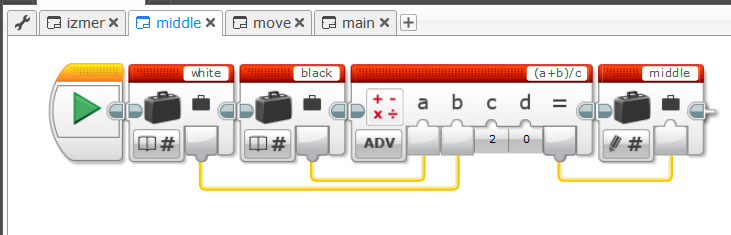 izmer middle move main
white black (a+b)/c middle
+ - × ÷ a b c d =
# # ADV 2 0 #